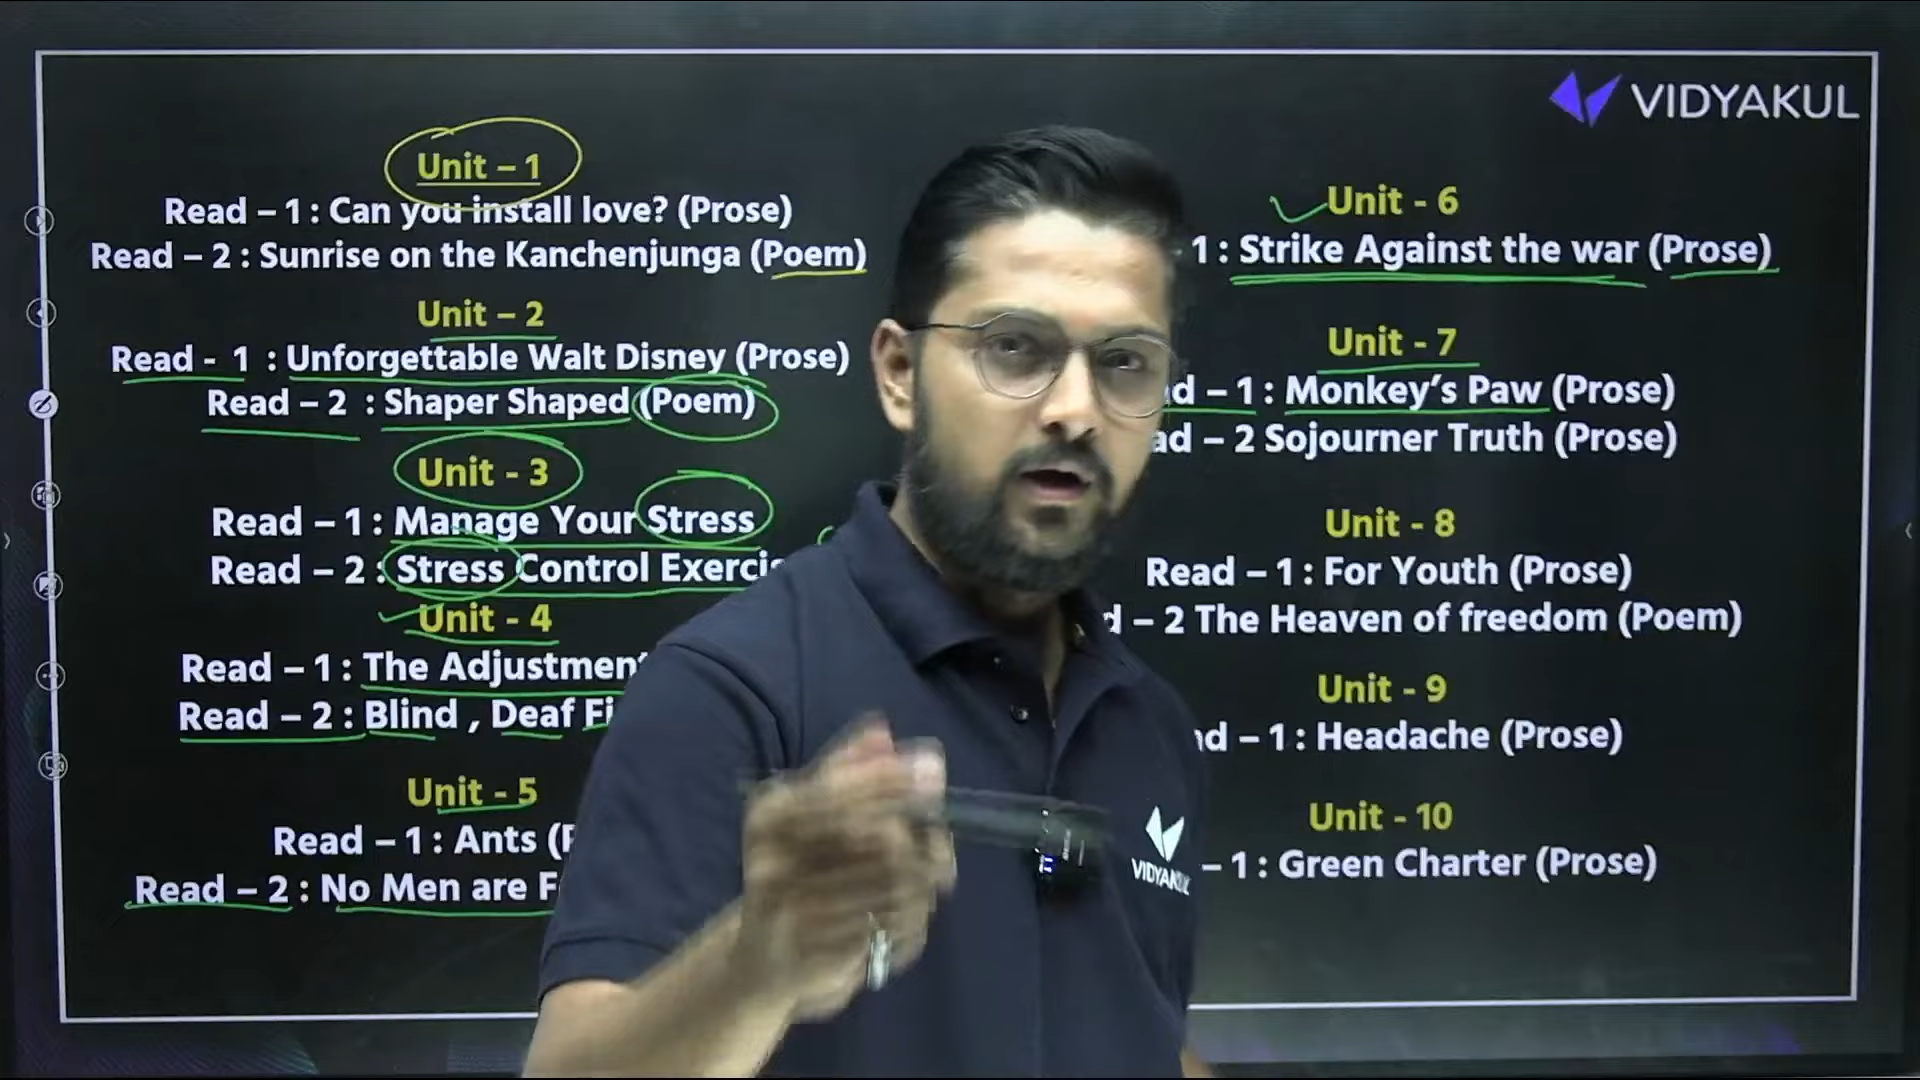 VIDYAKUL
Unit – 1
Read – 1 : Can you install love? (Prose)
Read – 2 : Sunrise on the Kanchenjunga (Poem)
Unit – 2
Read - 1 : Unforgettable Walt Disney (Prose)
Read – 2 : Shaper Shaped (Poem)
Unit - 3
Read – 1 : Manage Your Stress
Read – 2 : Stress Control
Unit - 4
Read – 1 : The
Read – 2 : Blind , Deaf
Unit - 5
Read – 1 : Ants
Read – 2 : No Men are
Unit - 6
1 : Strike Against the war (Prose)
Unit - 7
– 1 : Monkey’s Paw (Prose)
– 2 Sojourner Truth (Prose)
Unit - 8
Read – 1 : For Youth (Prose)
– 2 The Heaven of freedom (Poem)
Unit - 9
– 1 : Headache (Prose)
Unit - 10
– 1 : Green Charter (Prose)
VIDYAKUL